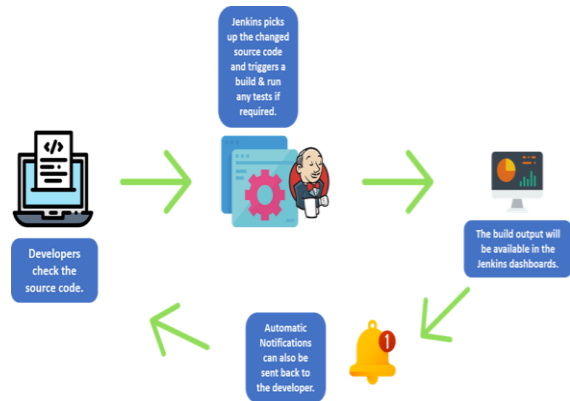 Jenkins picks
up the changed
source code
and triggers a
build & run
any tests if
required.
</>
Developers
check the
source code.
The build output will
be available in the
Jenkins dashboards.
Automatic
Notifications
can also be
sent back to
the developer.
1